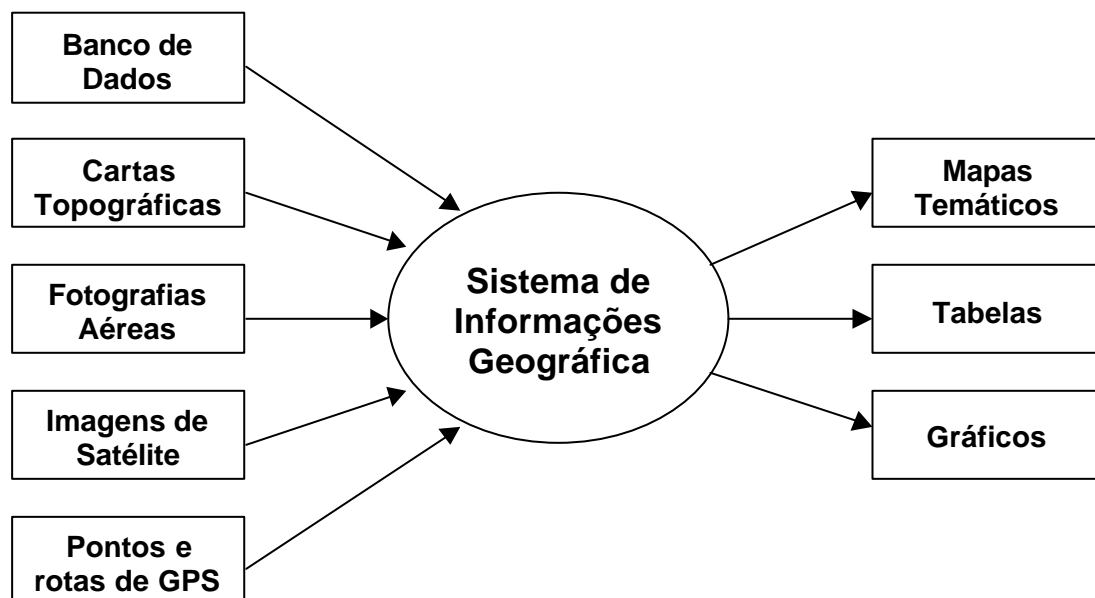 Banco de
Dados
Cartas
Topográficas
Fotografias
Aéreas
Imagens de
Satélite
Pontos e
rotas de GPS
Sistema de
Informações
Geográfica
Mapas
Temáticos
Tabelas
Gráficos